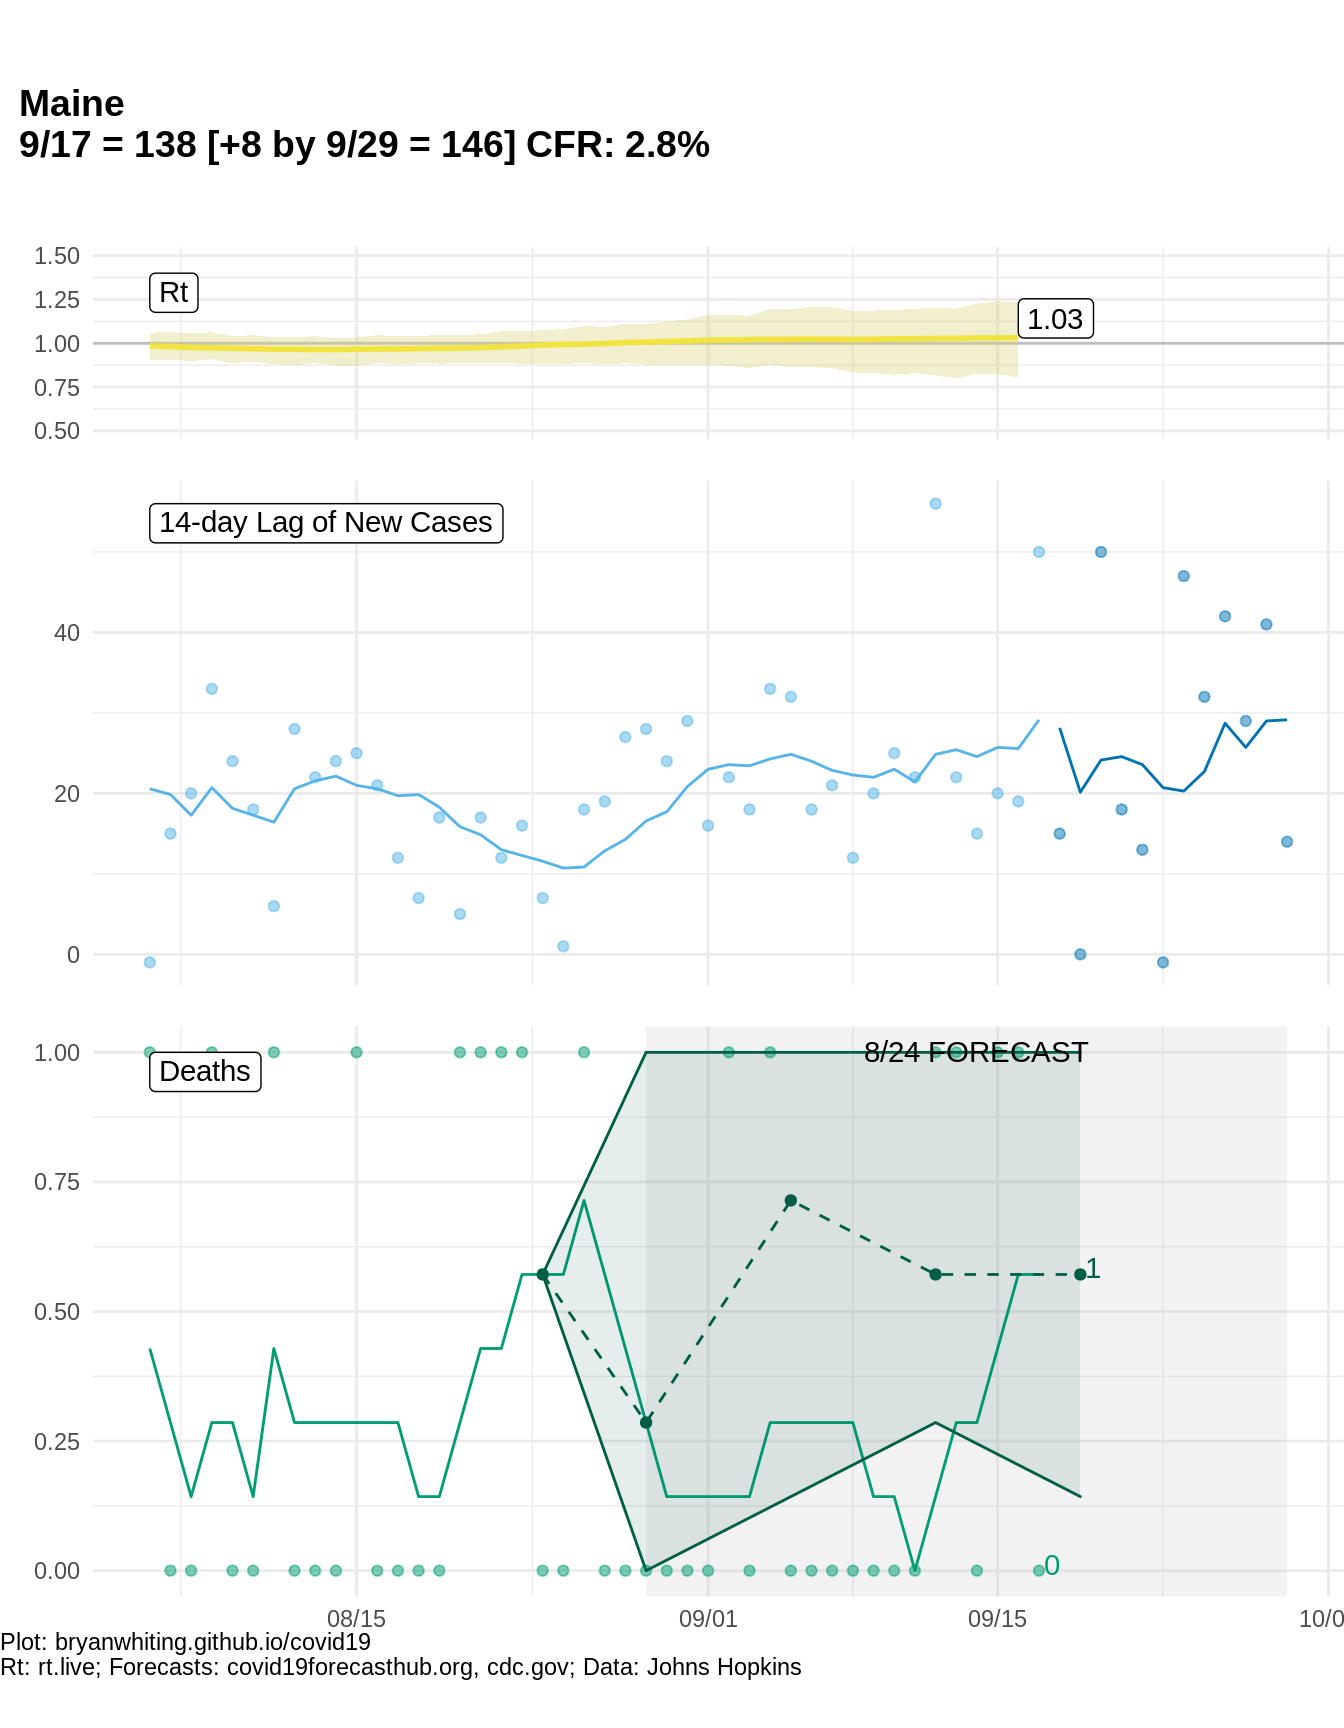 Maine
9/17 = 138 [+8 by 9/29 = 146] CFR: 2.8%
1.50
1.25
1.00
0.75
0.50
Rt
1.03
14-day Lag of New Cases
40
20
0
1.00
0.75
0.50
0.25
0.00
Deaths
8/24 FORECAST
1
0
08/15
09/01
09/15
10/0
Plot: bryanwhiting.github.io/covid19
Rt: rt.live; Forecasts: covid19forecasthub.org, cdc.gov; Data: Johns Hopkins